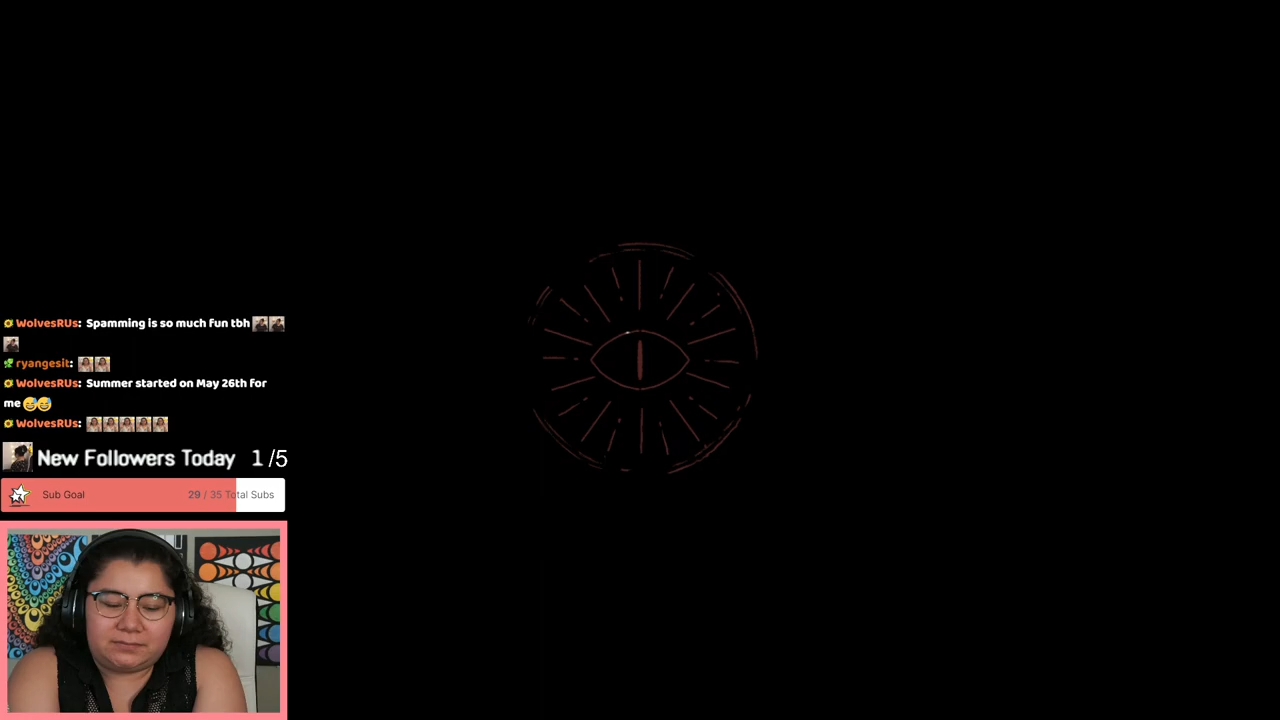 WolvesRUs: Spamming is so much fun tbh
ryangesit:
WolvesRUs: Summer started on May 26th for
me 😅😅
WolvesRUs:
New Followers Today 1 /5
Sub Goal 29 / 35 Total Subs